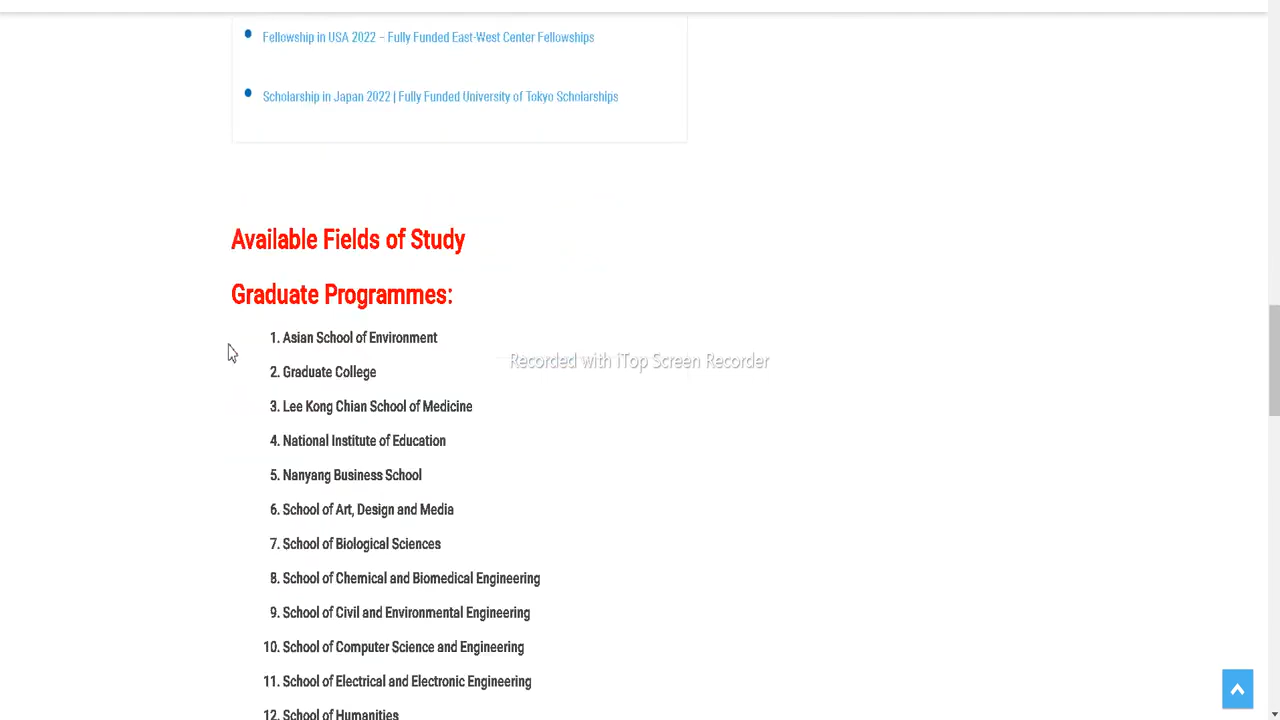 Fellowship in USA 2022 – Fully Funded East-West Center Fellowships
Scholarship in Japan 2022 | Fully Funded University of Tokyo Scholarships
Available Fields of Study
Graduate Programmes:
1. Asian School of Environment
Recorded with iTop Screen Recorder
2. Graduate College
3. Lee Kong Chian School of Medicine
4. National Institute of Education
5. Nanyang Business School
6. School of Art, Design and Media
7. School of Biological Sciences
8. School of Chemical and Biomedical Engineering
9. School of Civil and Environmental Engineering
10. School of Computer Science and Engineering
11. School of Electrical and Electronic Engineering
12. School of Humanities